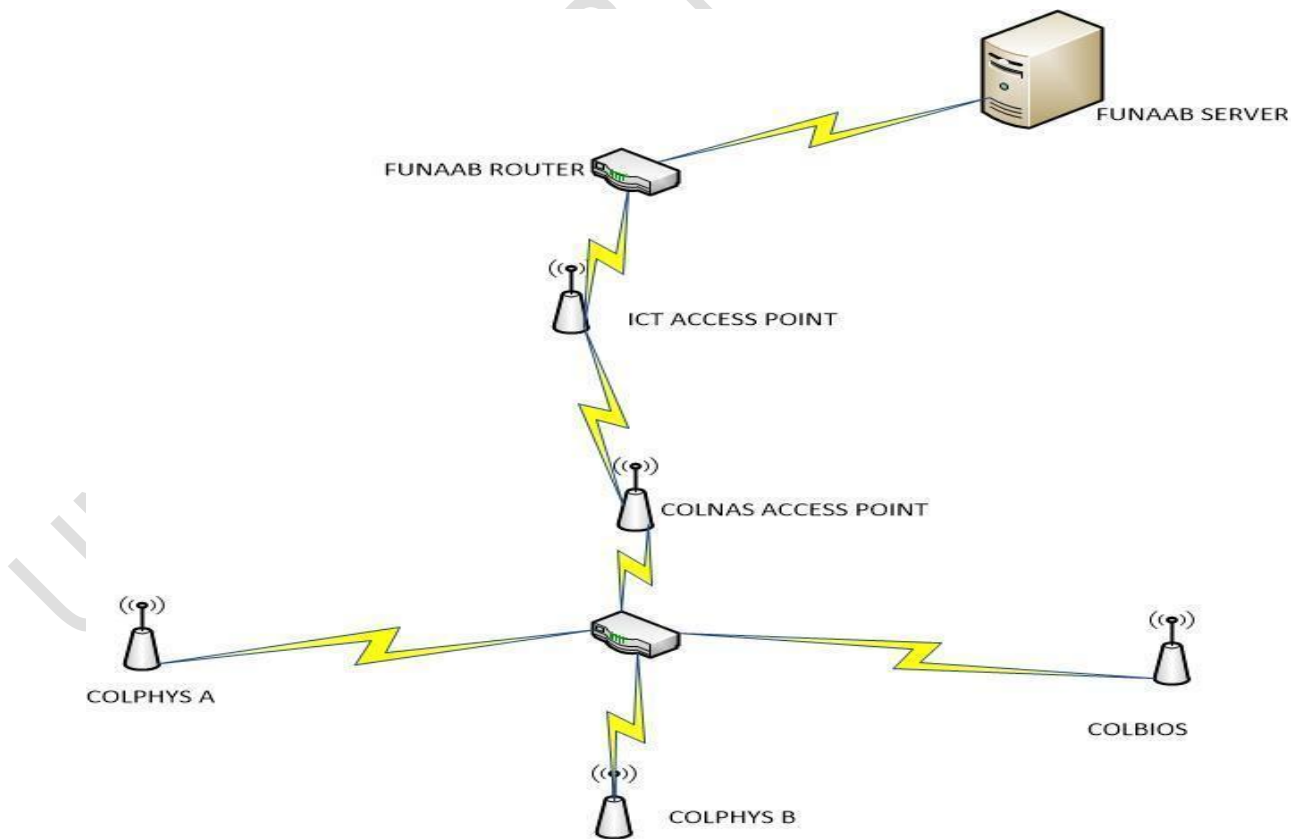 FUNAAB SERVER
FUNAAB ROUTER
ICT ACCESS POINT
COLNAS ACCESS POINT
COLPHYS A
COLBIOS
COLPHYS B